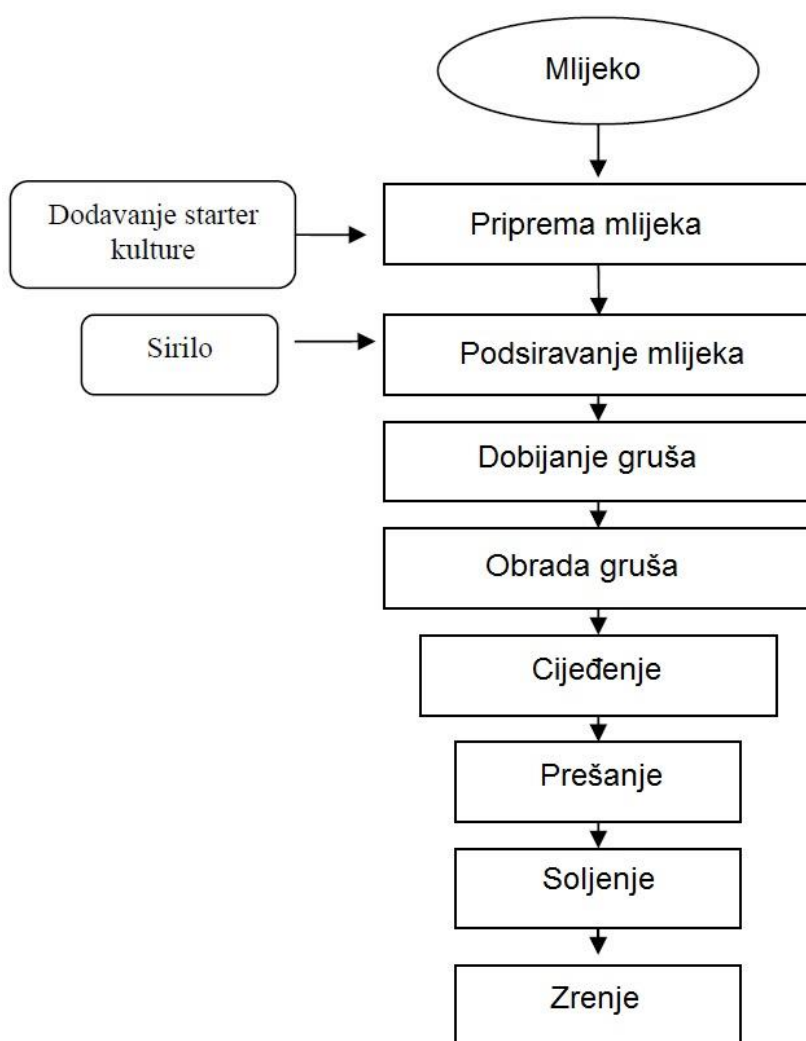 Mlijeko
Dodavanje starter
kulture
Priprema mlijeka
Sirilo
Podsiravanje mlijeka
Dobijanje gruša
Obrada gruša
Cijeđenje
Prešanje
Soljenje
Zrenje